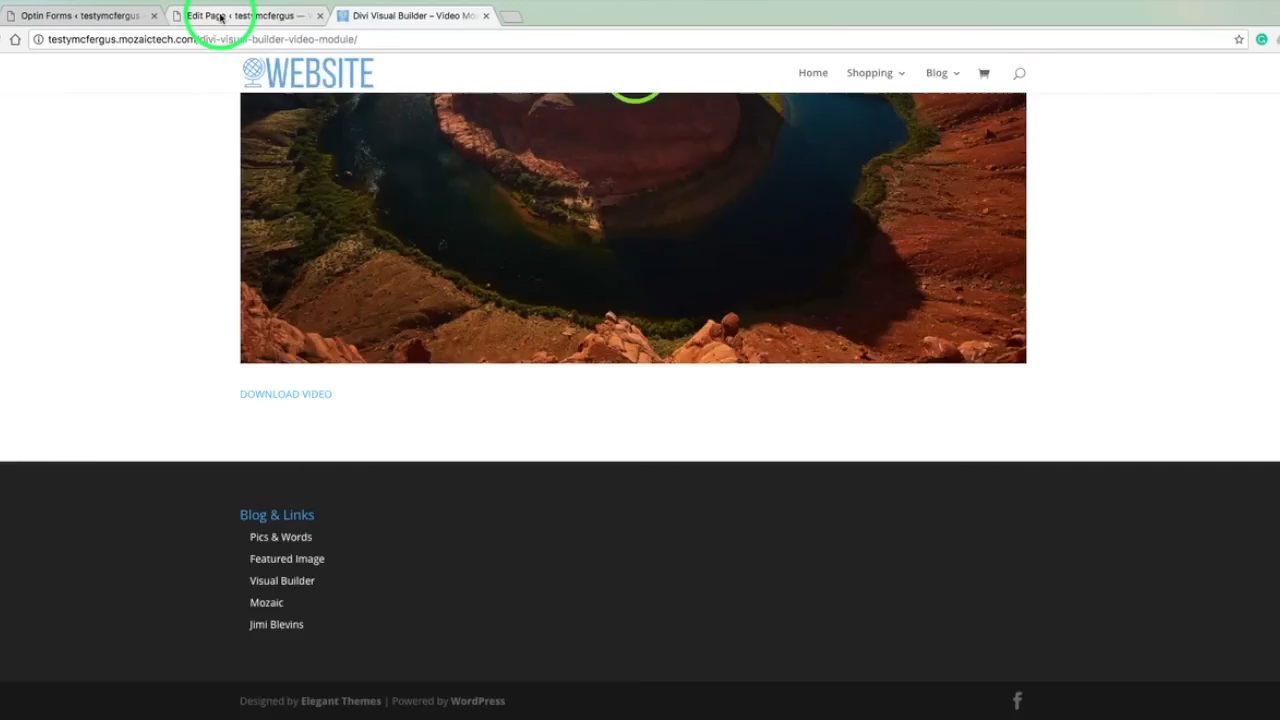 Optin Forms ‹ testymcfergus
Edit Page ‹ testymcfergus —
Divi Visual Builder – Video Mo
testymcfergus.mozaictech.com/divi-visual-builder-video-module/
WEBSITE
Home
Shopping
Blog
DOWNLOAD VIDEO
Blog & Links
Pics & Words
Featured Image
Visual Builder
Mozaic
Jimi Blevins
Designed by Elegant Themes | Powered by WordPress